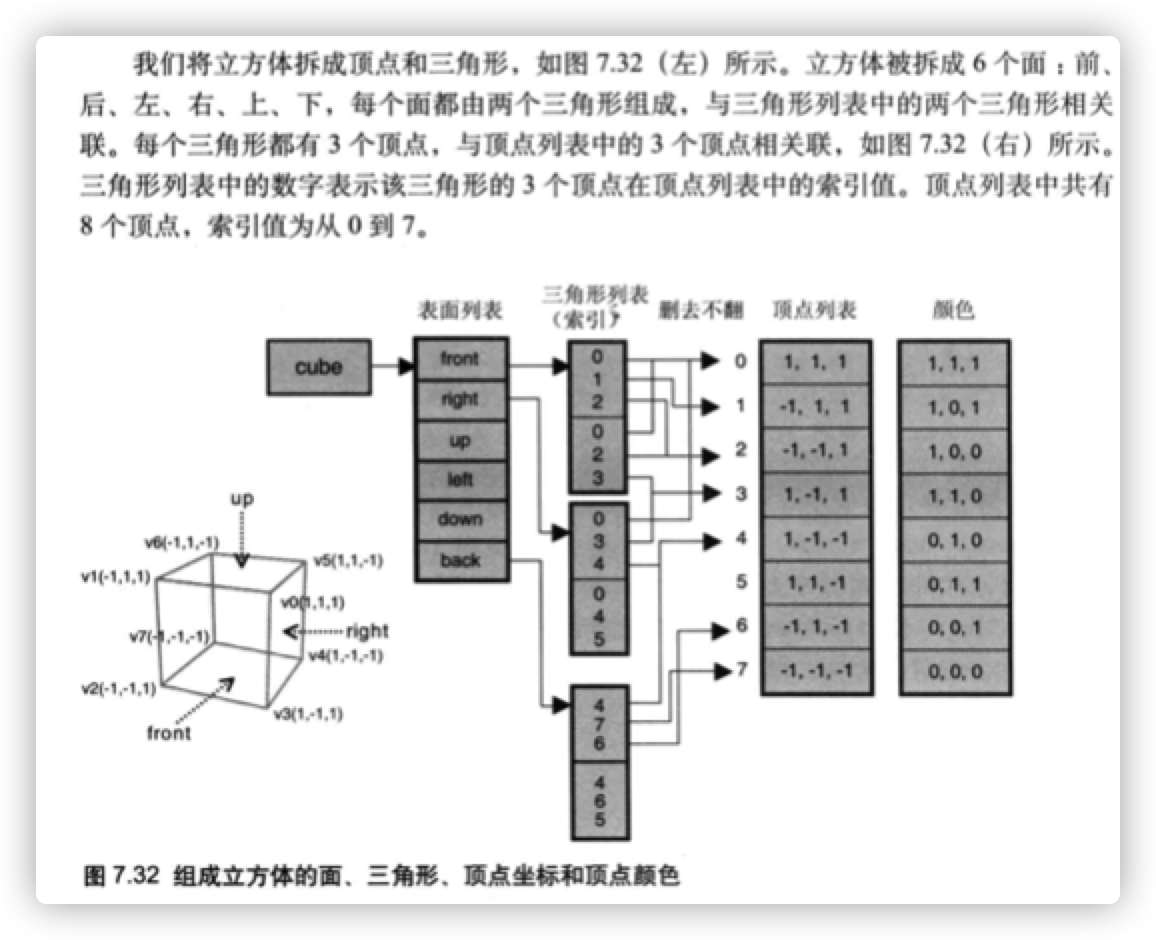 我们将立方体拆成顶点和三角形，如图 7.32（左）所示。立方体被拆成 6 个面：前、
后、左、右、上、下，每个面都由两个三角形组成，与三角形列表中的两个三角形相关
联。每个三角形都有 3 个顶点，与顶点列表中的 3 个顶点相关联，如图 7.32（右）所示。
三角形列表中的数字表示该三角形的 3 个顶点在顶点列表中的索引值。顶点列表中共有
8 个顶点，索引值为从 0 到 7。
表面列表
三角形列表
（索引）
删去不翻
顶点列表
颜色
cube
front
right
up
left
down
back
0
1
2
0
2
3
0
3
4
0
4
5
4
7
6
4
6
5
0
1
2
3
4
5
6
7
1, 1, 1
-1, 1, 1
-1, -1, 1
1, -1, 1
1, -1, -1
1, 1, -1
-1, 1, -1
-1, -1, -1
1, 1, 1
1, 0, 1
1, 0, 0
1, 1, 0
0, 1, 0
0, 1, 1
0, 0, 1
0, 0, 0
up
v6(-1,1,-1)
v5(1,1,-1)
v1(-1,1,1)
v0(1,1,1)
right
v7(-1,-1,-1)
v4(1,-1,-1)
v2(-1,-1,1)
v3(1,-1,1)
front
图 7.32 组成立方体的面、三角形、顶点坐标和顶点颜色